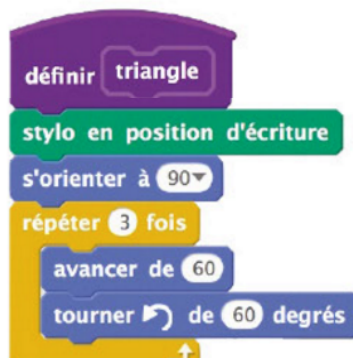 définir triangle
stylo en position d'écriture
s'orienter à 90
répéter 3 fois
avancer de 60
tourner de 60 degrés